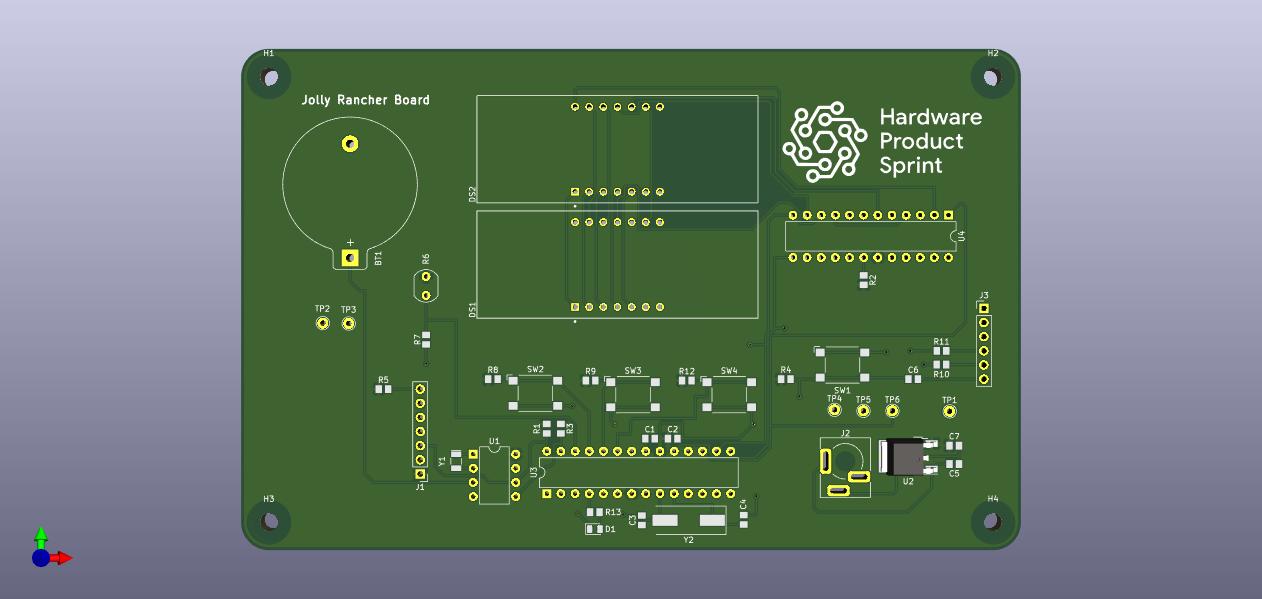 H1
H2
Jolly Rancher Board
Hardware
Product
Sprint
DS2
U4
+
BT1
R6
R2
DS1
J3
TP2
TP3
R7
R11
R10
R5
R8
SW2
R9
SW3
R12
SW4
R4
SW1
C6
TP4
TP5
TP6
TP1
R1
R3
C1
C2
J2
C7
C5
U2
U1
Y1
U3
J1
H3
H4
R13
D1
C3
Y2
C4